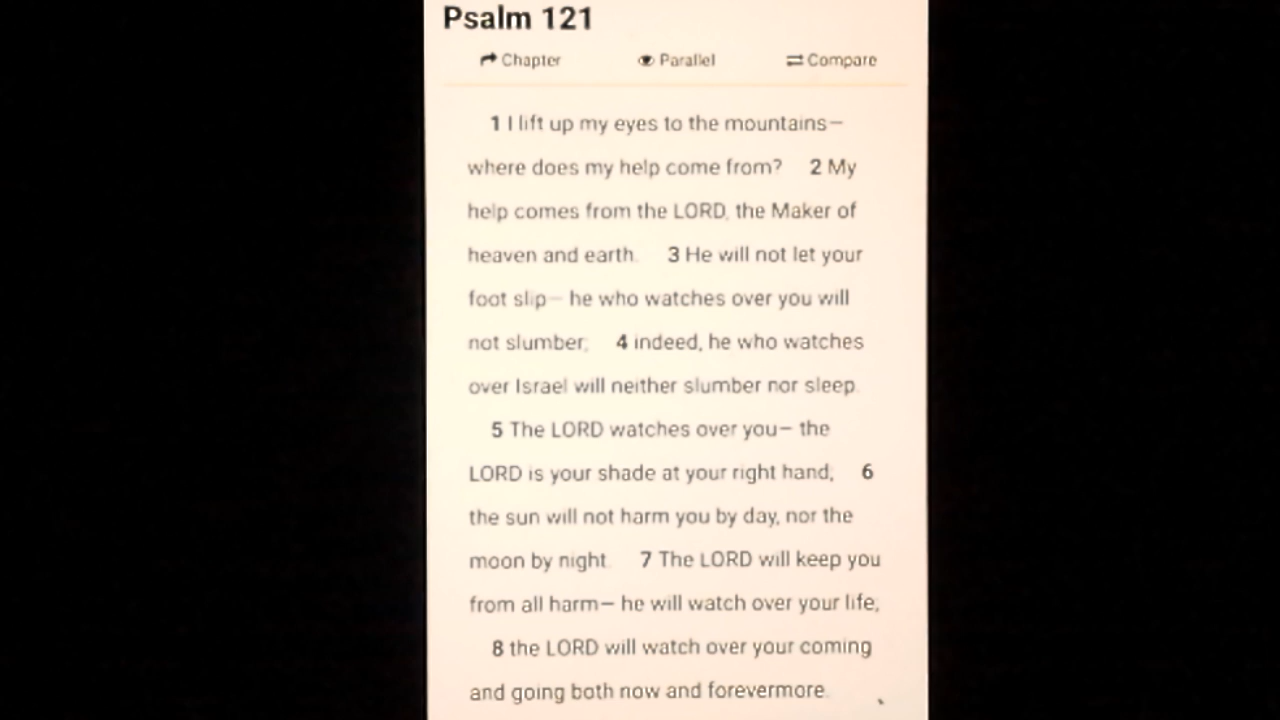 Psalm 121
Chapter Parallel Compare
1 I lift up my eyes to the mountains—
where does my help come from? 2 My
help comes from the LORD, the Maker of
heaven and earth. 3 He will not let your
foot slip— he who watches over you will
not slumber; 4 indeed, he who watches
over Israel will neither slumber nor sleep.
5 The LORD watches over you— the
LORD is your shade at your right hand; 6
the sun will not harm you by day, nor the
moon by night. 7 The LORD will keep you
from all harm— he will watch over your life;
8 the LORD will watch over your coming
and going both now and forevermore.